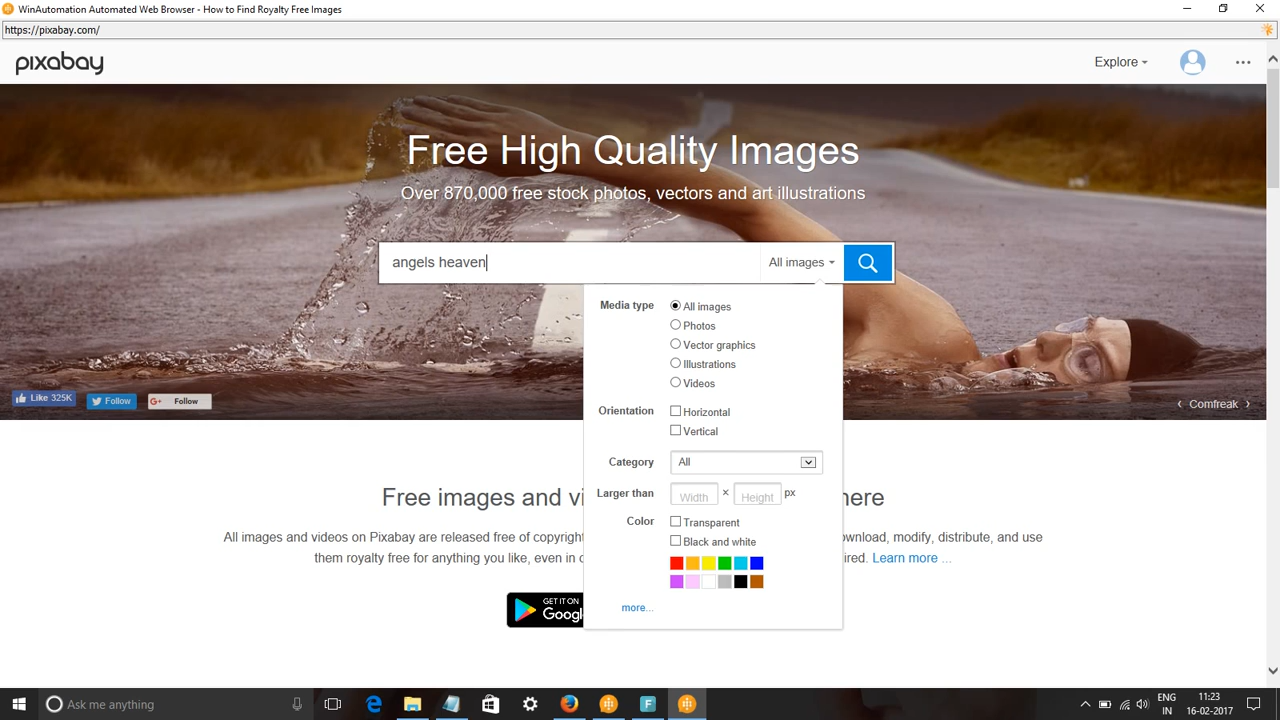 WinAutomation Automated Web Browser - How to Find Royalty Free Images
https://pixabay.com/
pixabay
Explore
Free High Quality Images
Over 870,000 free stock photos, vectors and art illustrations
angels heaven
All images
Media type
All images
Photos
Vector graphics
Illustrations
Videos
Like 325K
Follow
G+ Follow
Comfreak
Orientation
Horizontal
Vertical
Category
All
Larger than
Width × Height px
Free images and vi
here
Color
Transparent
Black and white
All images and videos on Pixabay are released free of copyrigh
ownload, modify, distribute, and use
them royalty free for anything you like, even in c
ired. Learn more ...
GET IT ON
Googl
more...
Ask me anything
ENG
IN
11:23
16-02-2017